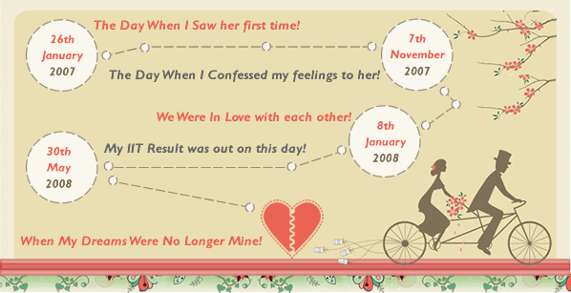 The Day When I Saw her first time!
26th
January
2007
7th
November
2007
The Day When I Confessed my feelings to her!
We Were In Love with each other!
8th
January
2008
My IIT Result was out on this day!
30th
May
2008
When My Dreams Were No Longer Mine!